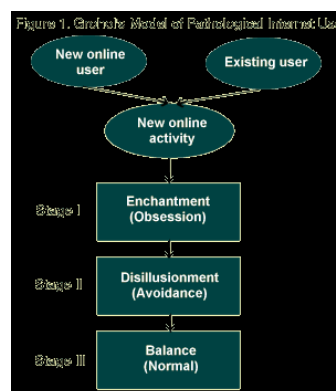 Figure 1. Grohol's Model of Pathological Internet Use
New online
user
Existing user
New online
activity
Stage I
Enchantment
(Obsession)
Stage II
Disillusionment
(Avoidance)
Stage III
Balance
(Normal)